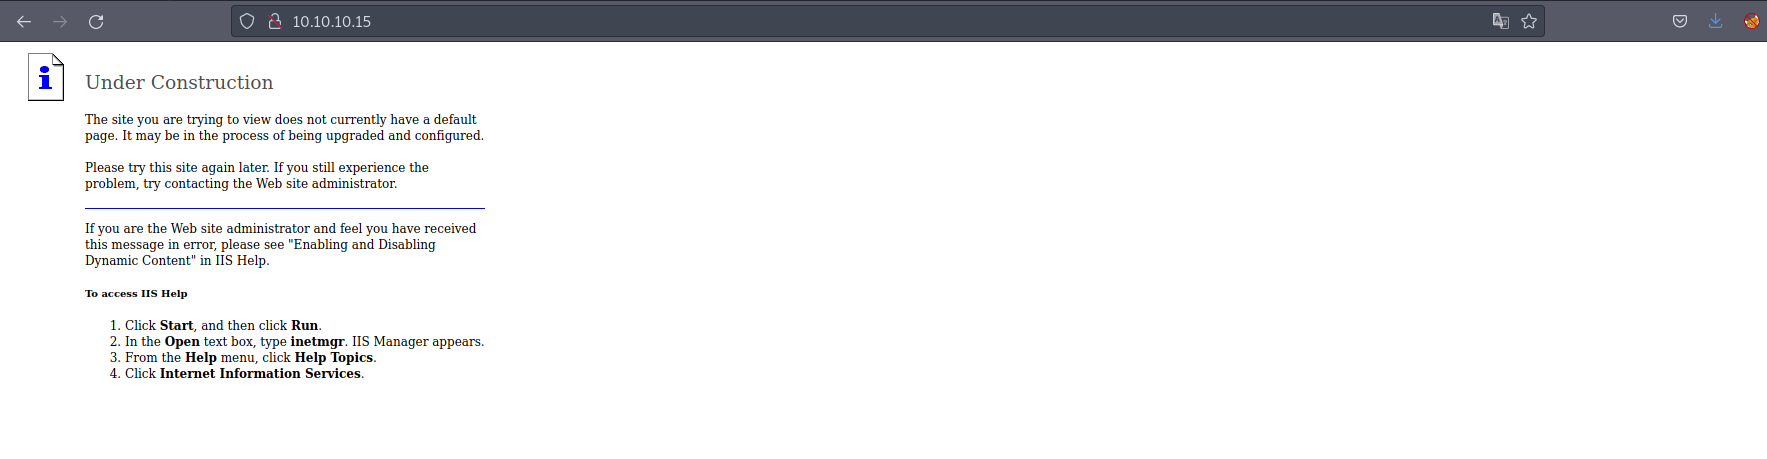 10.10.10.15
Under Construction
The site you are trying to view does not currently have a default
page. It may be in the process of being upgraded and configured.
Please try this site again later. If you still experience the
problem, try contacting the Web site administrator.
If you are the Web site administrator and feel you have received
this message in error, please see "Enabling and Disabling
Dynamic Content" in IIS Help.
To access IIS Help
1. Click Start, and then click Run.
2. In the Open text box, type inetmgr. IIS Manager appears.
3. From the Help menu, click Help Topics.
4. Click Internet Information Services.